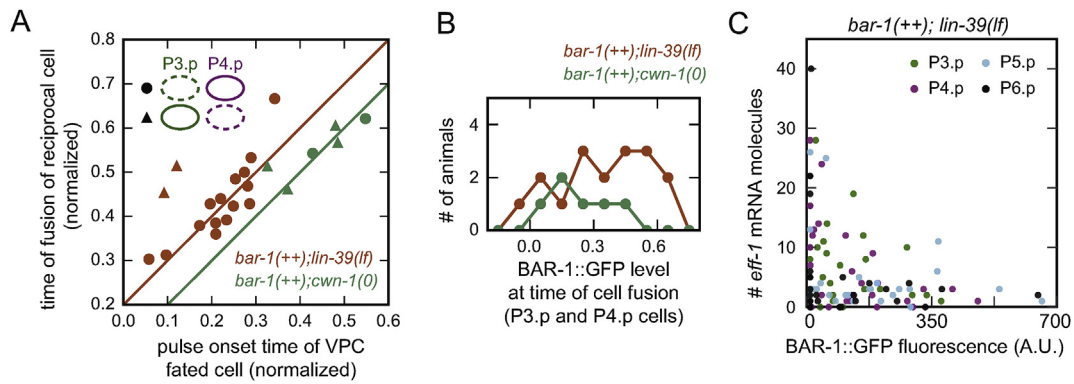 A
0.8
0.7
0.6
0.5
0.4
0.3
0.2
0.0
0.1
0.2
0.3
0.4
0.5
0.6
time of fusion of reciprocal cell
(normalized)
P3.p
P4.p
bar-1(++);lin-39(lf)
bar-1(++);cwn-1(0)
pulse onset time of VPC
fated cell (normalized)
B
bar-1(++);lin-39(lf)
bar-1(++);cwn-1(0)
# of animals
4
2
0
0.0
0.3
0.6
BAR-1::GFP level
at time of cell fusion
(P3.p and P4.p cells)
C
bar-1(++); lin-39(lf)
# eff-1 mRNA molecules
40
30
20
10
0
P3.p
P5.p
P4.p
P6.p
0
350
700
BAR-1::GFP fluorescence (A.U.)